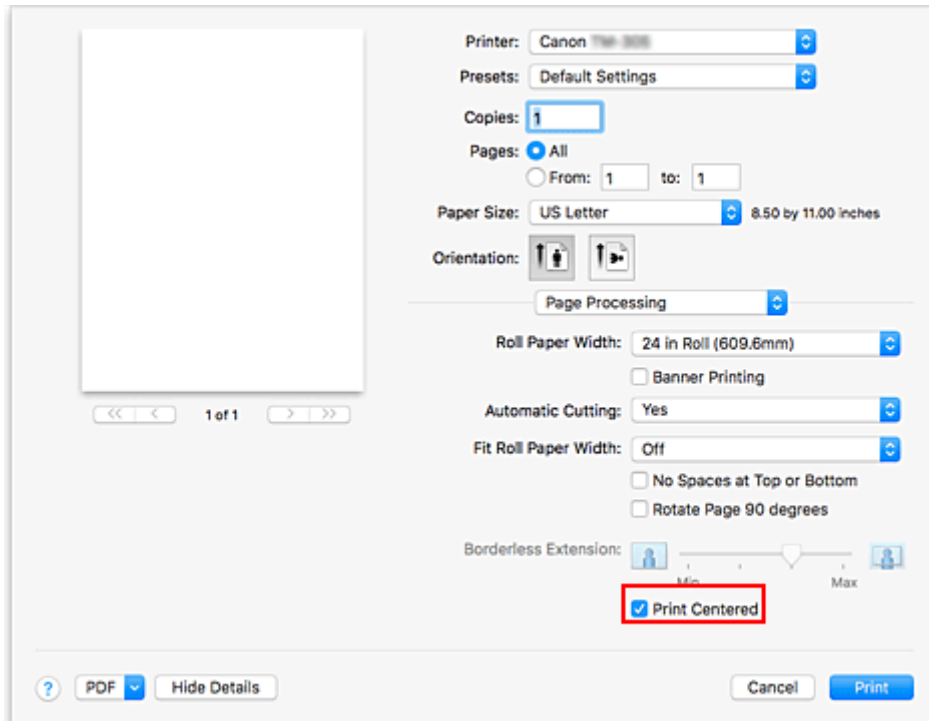 Printer: Canon
Presets: Default Settings
Copies: 1
Pages: All
From: 1 to: 1
Paper Size: US Letter 8.50 by 11.00 inches
Orientation:
Page Processing
Roll Paper Width: 24 in Roll (609.6mm)
Banner Printing
<< < 1 of 1 > >>
Automatic Cutting: Yes
Fit Roll Paper Width: Off
No Spaces at Top or Bottom
Rotate Page 90 degrees
Borderless Extension:
Min Max
Print Centered
? PDF Hide Details Cancel Print